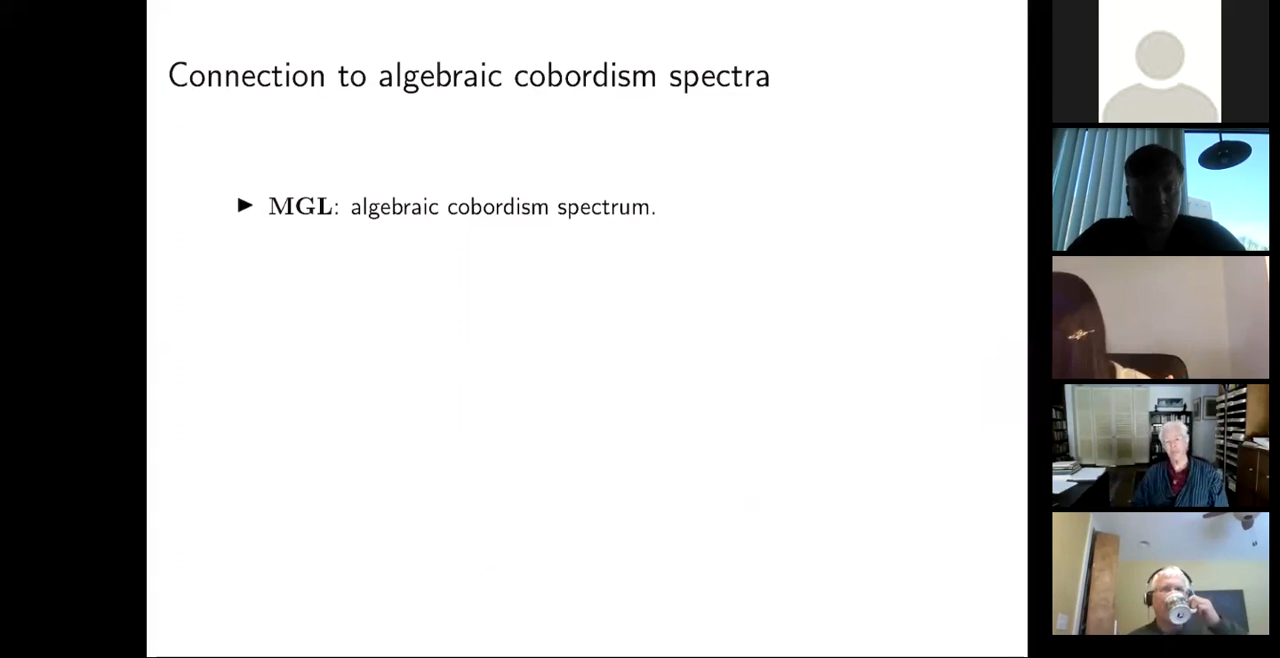 Connection to algebraic cobordism spectra
▶ MGL: algebraic cobordism spectrum.